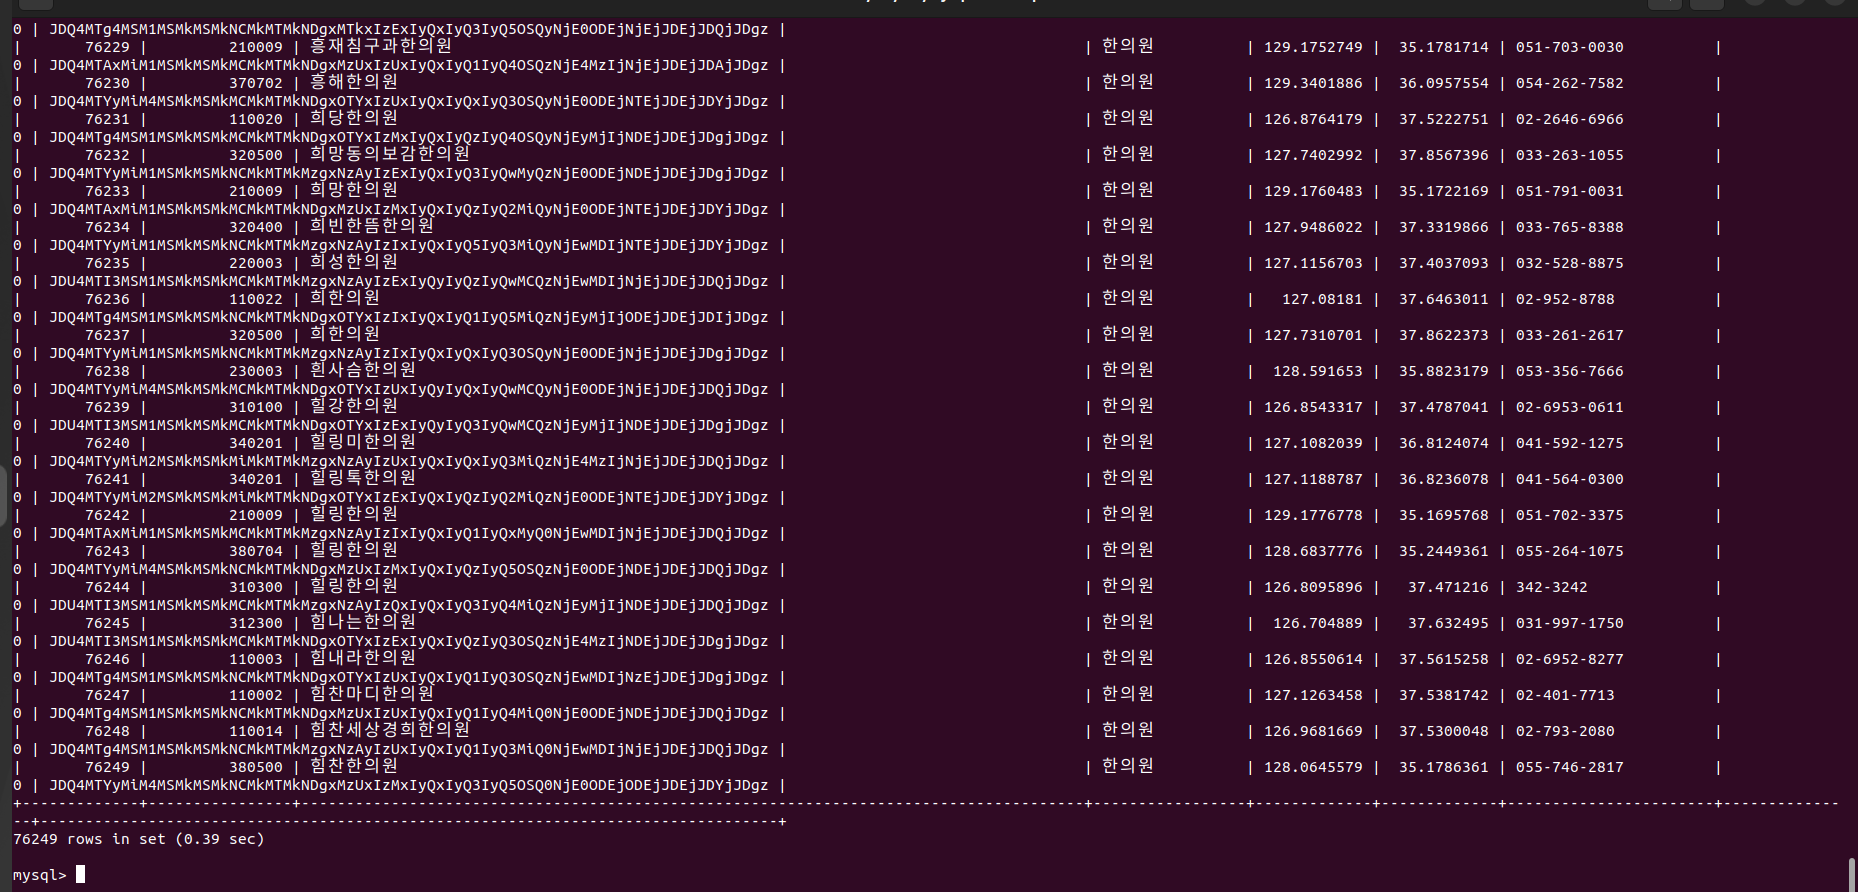 0 | JDQ4MTg4MSM1MSMkMSMkNCMkMTMkNDgxMTkxIzExIyQxIyQ3IyQ5OSQyNjE0ODEjNjEjJDEjJDQjJDgz |
| 76229 | 210009 | 흥재침구과한의원 | 한의원 | 129.1752749 | 35.1781714 | 051-703-0030 |
0 | JDQ4MTAxMiM1MSMkMSMkMCMkMTMkNDgxMzUxIzUxIyQxIyQ1IyQ4OSQzNjE4MzIjNjEjJDEjJDAjJDgz |
| 76230 | 370702 | 흥해한의원 | 한의원 | 129.3401886 | 36.0957554 | 054-262-7582 |
0 | JDQ4MTYyMiM4MSMkMSMkMCMkMTMkNDgxOTYxIzUxIyQxIyQxIyQ3OSQyNjE0ODEjNTEjJDEjJDYjJDgz |
| 76231 | 110020 | 희당한의원 | 한의원 | 126.8764179 | 37.5222751 | 02-2646-6966 |
0 | JDQ4MTg4MSM1MSMkMSMkMCMkMTMkNDgxOTYxIzMxIyQxIyQzIyQ4OSQyNjEyMjIjNDEjJDEjJDgjJDgz |
| 76232 | 320500 | 희망동의보감한의원 | 한의원 | 127.7402992 | 37.8567396 | 033-263-1055 |
0 | JDQ4MTYyMiM1MSMkMSMkNCMkMTMkMzgxNzAyIzExIyQxIyQ3IyQwMyQzNjE0ODEjNDEjJDEjJDgjJDgz |
| 76233 | 210009 | 희망한의원 | 한의원 | 129.1760483 | 35.1722169 | 051-791-0031 |
0 | JDQ4MTAxMiM1MSMkMSMkMCMkMTMkNDgxMzUxIzMxIyQxIyQzIyQ2MiQyNjE0ODEjNTEjJDEjJDYjJDgz |
| 76234 | 320400 | 희빈한뜸한의원 | 한의원 | 127.9486022 | 37.3319866 | 033-765-8388 |
0 | JDQ4MTYyMiM1MSMkMSMkNCMkMTMkMzgxNzAyIzIxIyQxIyQ5IyQ3MiQyNjEwMDIjNTEjJDEjJDYjJDgz |
| 76235 | 220003 | 희성한의원 | 한의원 | 127.1156703 | 37.4037093 | 032-528-8875 |
0 | JDU4MTI3MSM1MSMkMSMkNCMkMTMkMzgxNzAyIzExIyQyIyQzIyQwMCQzNjEwMDIjNjEjJDEjJDQjJDgz |
| 76236 | 110022 | 희한의원 | 한의원 | 127.08181 | 37.6463011 | 02-952-8788 |
0 | JDQ4MTg4MSM1MSMkMSMkNCMkMTMkNDgxOTYxIzIxIyQxIyQ1IyQ5MiQzNjEyMjIjODEjJDEjJDIjJDgz |
| 76237 | 320500 | 희한의원 | 한의원 | 127.7310701 | 37.8622373 | 033-261-2617 |
0 | JDQ4MTYyMiM1MSMkMSMkNCMkMTMkMzgxNzAyIzIxIyQxIyQxIyQ3OSQyNjE0ODEjNjEjJDEjJDgjJDgz |
| 76238 | 230003 | 흰사슴한의원 | 한의원 | 128.591653 | 35.8823179 | 053-356-7666 |
0 | JDQ4MTYyMiM4MSMkMSMkNCMkMTMkNDgxOTYxIzUxIyQyIyQxIyQwMCQyNjE0ODEjNDEjJDEjJDQjJDgz |
| 76239 | 310100 | 힐강한의원 | 한의원 | 126.8543317 | 37.4787041 | 02-6953-0611 |
0 | JDU4MTI3MSM1MSMkMSMkMCMkMTMkNDgxOTYxIzExIyQyIyQ3IyQwMCQzNjEyMjIjNDEjJDEjJDgjJDgz |
| 76240 | 340201 | 힐링미한의원 | 한의원 | 127.1082039 | 36.8124074 | 041-592-1275 |
0 | JDQ4MTYyMiM2MSMkMSMkMiMkMTMkMzgxNzAyIzUxIyQxIyQxIyQ3MiQzNjE4MzIjNjEjJDEjJDQjJDgz |
| 76241 | 340201 | 힐링톡한의원 | 한의원 | 127.1188787 | 36.8236078 | 041-564-0300 |
0 | JDQ4MTYyMiM2MSMkMSMkMiMkMTMkNDgxOTYxIzExIyQxIyQzIyQ2MiQzNjE0ODEjNTEjJDEjJDYjJDgz |
| 76242 | 210009 | 힐링한의원 | 한의원 | 129.1776778 | 35.1695768 | 051-702-3375 |
0 | JDQ4MTAxMiM1MSMkMSMkMCMkMTMkMzgxNzAyIzIxIyQxIyQ1IyQxMyQ0NjEwMDIjNjEjJDEjJDQjJDgz |
| 76243 | 380704 | 힐링한의원 | 한의원 | 128.6837776 | 35.2449361 | 055-264-1075 |
0 | JDQ4MTYyMiM4MSMkMSMkNCMkMTMkNDgxMzUxIzMxIyQxIyQzIyQ5OSQzNjE0ODEjNDEjJDEjJDQjJDgz |
| 76244 | 310300 | 힐링한의원 | 한의원 | 126.8095896 | 37.471216 | 342-3242 |
0 | JDU4MTI3MSM1MSMkMSMkMCMkMTMkMzgxNzAyIzQxIyQxIyQ3IyQ4MiQzNjEyMjIjNDEjJDEjJDQjJDgz |
| 76245 | 312300 | 힘나는한의원 | 한의원 | 126.704889 | 37.632495 | 031-997-1750 |
0 | JDU4MTI3MSM1MSMkMSMkMSMkMTMkNDgxOTYxIzExIyQxIyQzIyQ3OSQzNjE4MzIjNDEjJDEjJDgjJDgz |
| 76246 | 110003 | 힘내라한의원 | 한의원 | 126.8550614 | 37.5615258 | 02-6952-8277 |
0 | JDQ4MTg4MSM1MSMkMSMkNCMkMTMkNDgxOTYxIzUxIyQxIyQ1IyQ3OSQzNjEwMDIjNzEjJDEjJDgjJDgz |
| 76247 | 110002 | 힘찬마디한의원 | 한의원 | 127.1263458 | 37.5381742 | 02-401-7713 |
0 | JDQ4MTg4MSM1MSMkMSMkNCMkMTMkNDgxMzUxIzUxIyQxIyQ1IyQ4MiQ0NjE0ODEjNDEjJDEjJDQjJDgz |
| 76248 | 110014 | 힘찬세상경희한의원 | 한의원 | 126.9681669 | 37.5300048 | 02-793-2080 |
0 | JDQ4MTg4MSM1MSMkMSMkNCMkMTMkMzgxNzAyIzUxIyQxIyQ1IyQ3MiQ0NjEwMDIjNjEjJDEjJDQjJDgz |
| 76249 | 380500 | 힘찬한의원 | 한의원 | 128.0645579 | 35.1786361 | 055-746-2817 |
0 | JDQ4MTYyMiM4MSMkMSMkNCMkMTMkNDgxMzUxIzMxIyQxIyQ3IyQ5OSQ0NjE0ODEjODEjJDEjJDYjJDgz |
76249 rows in set (0.39 sec)
mysql>